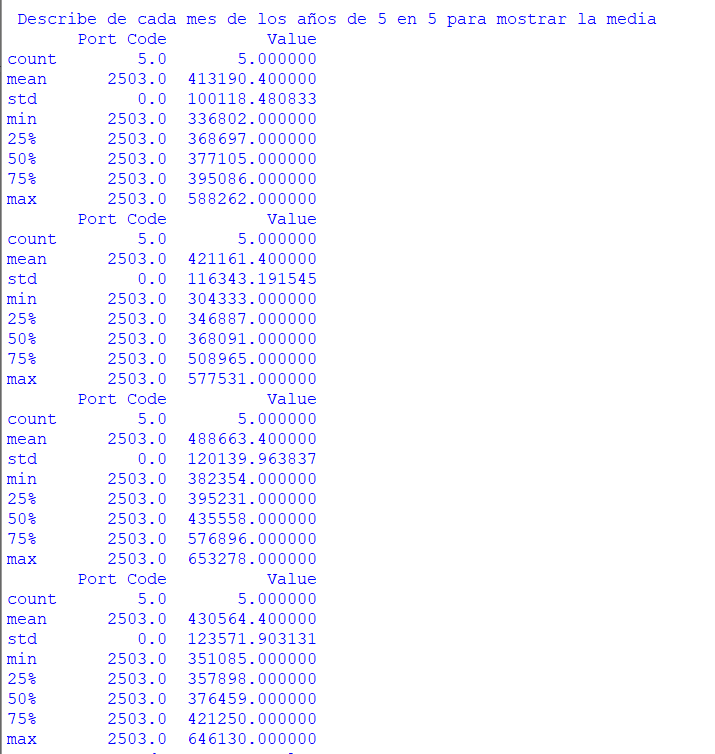 Describe de cada mes de los años de 5 en 5 para mostrar la media
Port Code Value
count 5.0 5.000000
mean 2503.0 413190.400000
std 0.0 100118.480833
min 2503.0 336802.000000
25% 2503.0 368697.000000
50% 2503.0 377105.000000
75% 2503.0 395086.000000
max 2503.0 588262.000000
Port Code Value
count 5.0 5.000000
mean 2503.0 421161.400000
std 0.0 116343.191545
min 2503.0 304333.000000
25% 2503.0 346887.000000
50% 2503.0 368091.000000
75% 2503.0 508965.000000
max 2503.0 577531.000000
Port Code Value
count 5.0 5.000000
mean 2503.0 488663.400000
std 0.0 120139.963837
min 2503.0 382354.000000
25% 2503.0 395231.000000
50% 2503.0 435558.000000
75% 2503.0 576896.000000
max 2503.0 653278.000000
Port Code Value
count 5.0 5.000000
mean 2503.0 430564.400000
std 0.0 123571.903131
min 2503.0 351085.000000
25% 2503.0 357898.000000
50% 2503.0 376459.000000
75% 2503.0 421250.000000
max 2503.0 646130.000000